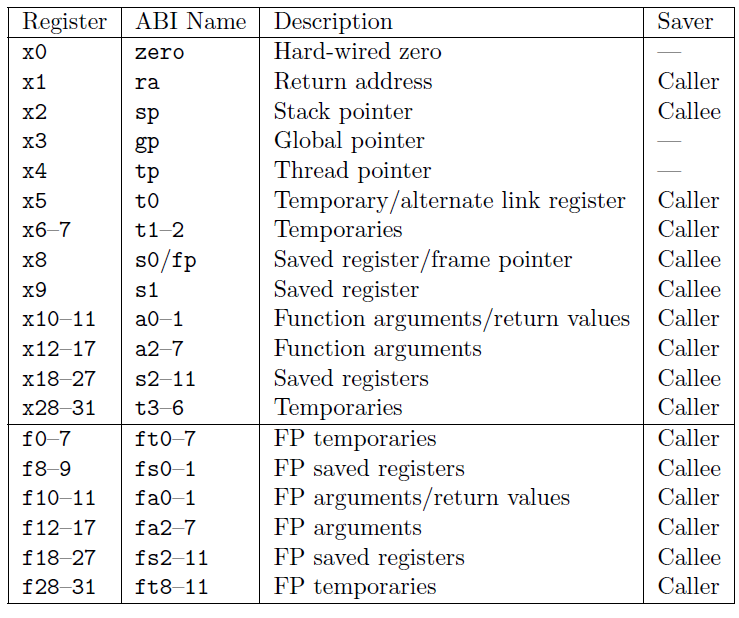 Register ABI Name Description Saver
x0 zero Hard-wired zero —
x1 ra Return address Caller
x2 sp Stack pointer Callee
x3 gp Global pointer —
x4 tp Thread pointer —
x5 t0 Temporary/alternate link register Caller
x6–7 t1–2 Temporaries Caller
x8 s0/fp Saved register/frame pointer Callee
x9 s1 Saved register Callee
x10–11 a0–1 Function arguments/return values Caller
x12–17 a2–7 Function arguments Caller
x18–27 s2–11 Saved registers Callee
x28–31 t3–6 Temporaries Caller
f0–7 ft0–7 FP temporaries Caller
f8–9 fs0–1 FP saved registers Callee
f10–11 fa0–1 FP arguments/return values Caller
f12–17 fa2–7 FP arguments Caller
f18–27 fs2–11 FP saved registers Callee
f28–31 ft8–11 FP temporaries Caller